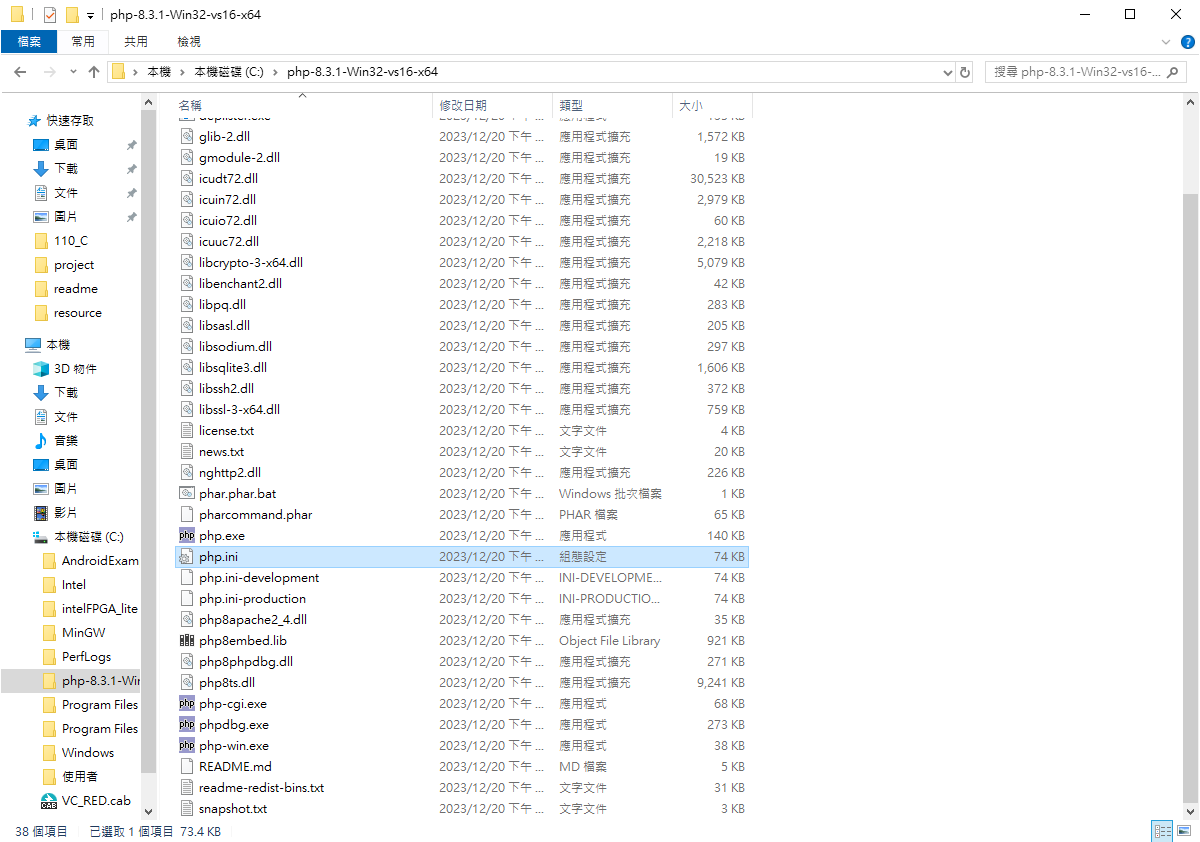 php-8.3.1-Win32-vs16-x64
檔案 常用 共用 檢視
本機 本機磁碟 (C:) php-8.3.1-Win32-vs16-x64 搜尋 php-8.3.1-Win32-vs16-...
快速存取
桌面
下載
文件
圖片
110_C
project
readme
resource
本機
3D 物件
下載
文件
音樂
桌面
圖片
影片
本機磁碟 (C:)
AndroidExam
Intel
intelFPGA_lite
MinGW
PerfLogs
php-8.3.1-Win
Program Files
Program Files
Windows
使用者
VC_RED.cab
名稱 修改日期 類型 大小
deplister.exe
glib-2.dll 2023/12/20 下午 ... 應用程式擴充 1,572 KB
gmodule-2.dll 2023/12/20 下午 ... 應用程式擴充 19 KB
icudt72.dll 2023/12/20 下午 ... 應用程式擴充 30,523 KB
icuin72.dll 2023/12/20 下午 ... 應用程式擴充 2,979 KB
icuio72.dll 2023/12/20 下午 ... 應用程式擴充 60 KB
icuuc72.dll 2023/12/20 下午 ... 應用程式擴充 2,218 KB
libcrypto-3-x64.dll 2023/12/20 下午 ... 應用程式擴充 5,079 KB
libenchant2.dll 2023/12/20 下午 ... 應用程式擴充 42 KB
libpq.dll 2023/12/20 下午 ... 應用程式擴充 283 KB
libsasl.dll 2023/12/20 下午 ... 應用程式擴充 205 KB
libsodium.dll 2023/12/20 下午 ... 應用程式擴充 297 KB
libsqlite3.dll 2023/12/20 下午 ... 應用程式擴充 1,606 KB
libssh2.dll 2023/12/20 下午 ... 應用程式擴充 372 KB
libssl-3-x64.dll 2023/12/20 下午 ... 應用程式擴充 759 KB
license.txt 2023/12/20 下午 ... 文字文件 4 KB
news.txt 2023/12/20 下午 ... 文字文件 20 KB
nghttp2.dll 2023/12/20 下午 ... 應用程式擴充 226 KB
phar.phar.bat 2023/12/20 下午 ... Windows 批次檔案 1 KB
pharcommand.phar 2023/12/20 下午 ... PHAR 檔案 65 KB
php.exe 2023/12/20 下午 ... 應用程式 140 KB
php.ini 2023/12/20 下午 ... 組態設定 74 KB
php.ini-development 2023/12/20 下午 ... INI-DEVELOPME... 74 KB
php.ini-production 2023/12/20 下午 ... INI-PRODUCTIO... 74 KB
php8apache2_4.dll 2023/12/20 下午 ... 應用程式擴充 35 KB
php8embed.lib 2023/12/20 下午 ... Object File Library 921 KB
php8phpdbg.dll 2023/12/20 下午 ... 應用程式擴充 271 KB
php8ts.dll 2023/12/20 下午 ... 應用程式擴充 9,241 KB
php-cgi.exe 2023/12/20 下午 ... 應用程式 68 KB
phpdbg.exe 2023/12/20 下午 ... 應用程式 273 KB
php-win.exe 2023/12/20 下午 ... 應用程式 38 KB
README.md 2023/12/20 下午 ... MD 檔案 5 KB
readme-redist-bins.txt 2023/12/20 下午 ... 文字文件 31 KB
snapshot.txt 2023/12/20 下午 ... 文字文件 3 KB
38 個項目 已選取 1 個項目 73.4 KB